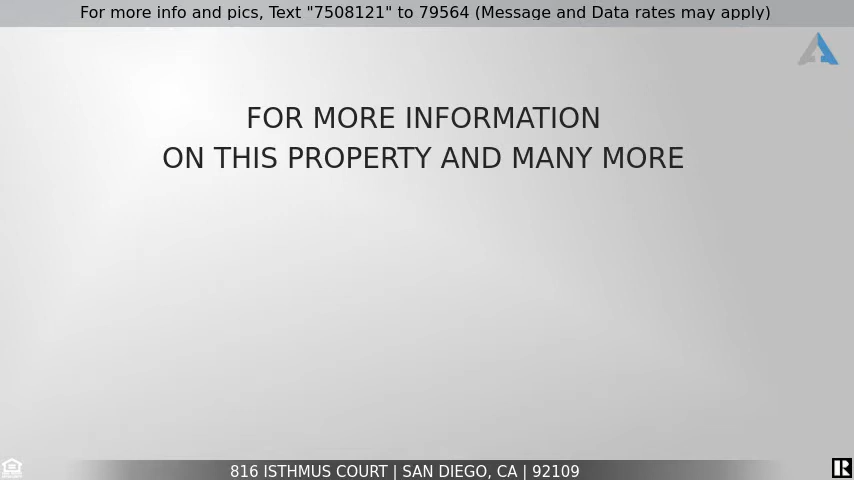 For more info and pics, Text "7508121" to 79564 (Message and Data rates may apply)
FOR MORE INFORMATION
ON THIS PROPERTY AND MANY MORE
816 ISTHMUS COURT | SAN DIEGO, CA | 92109